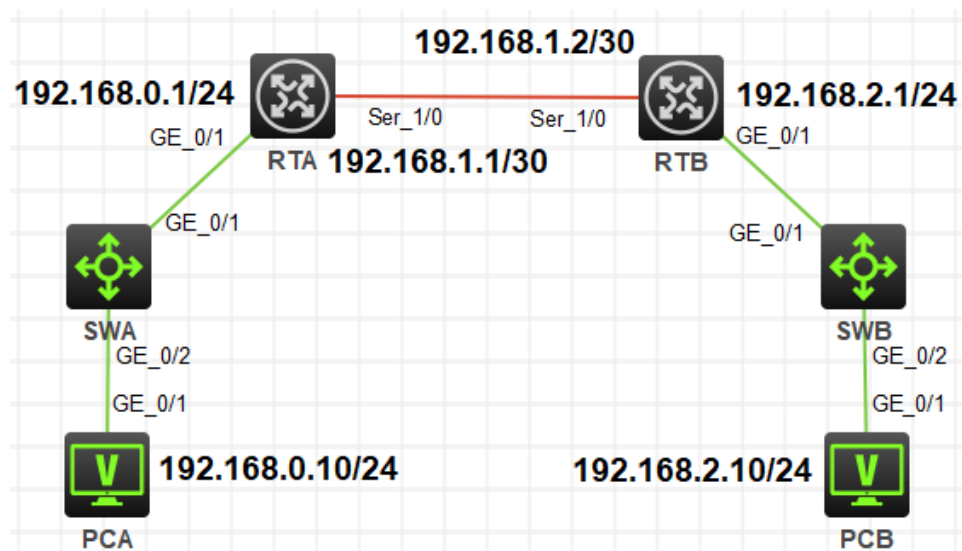 192.168.1.2/30
192.168.0.1/24
192.168.2.1/24
Ser_1/0
Ser_1/0
GE_0/1
GE_0/1
RTA
192.168.1.1/30
RTB
GE_0/1
GE_0/1
SWA
SWB
GE_0/2
GE_0/2
GE_0/1
GE_0/1
V
192.168.0.10/24
192.168.2.10/24
V
PCA
PCB